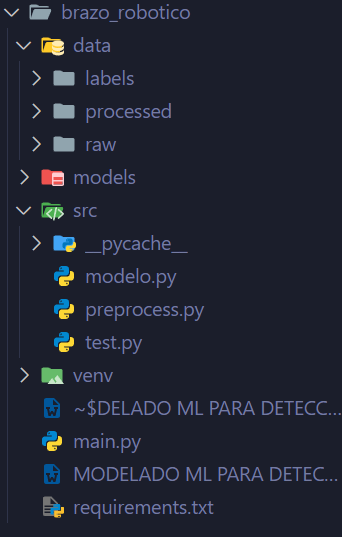 brazo_robotico
data
labels
processed
raw
models
src
__pycache__
modelo.py
preprocess.py
test.py
venv
~$DELADO ML PARA DETECC...
main.py
MODELADO ML PARA DETEC...
requirements.txt